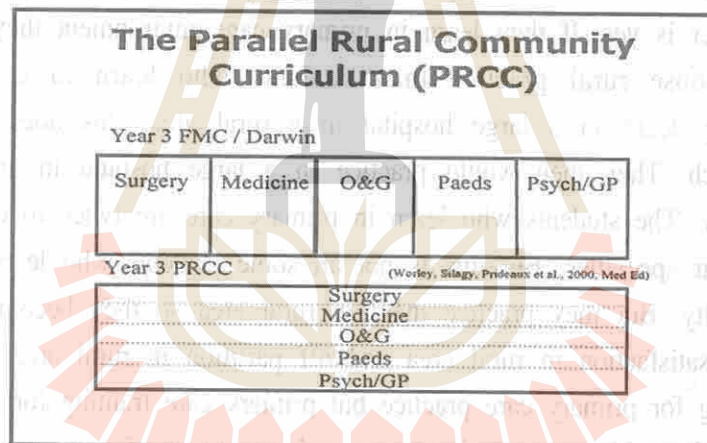 The Parallel Rural Community
Curriculum (PRCC)
Year 3 FMC / Darwin
Surgery Medicine O&G Paeds Psych/GP
Year 3 PRCC (Worley, Silagy, Prideaux et al., 2000, Med Ed)
Surgery
Medicine
O&G
Paeds
Psych/GP